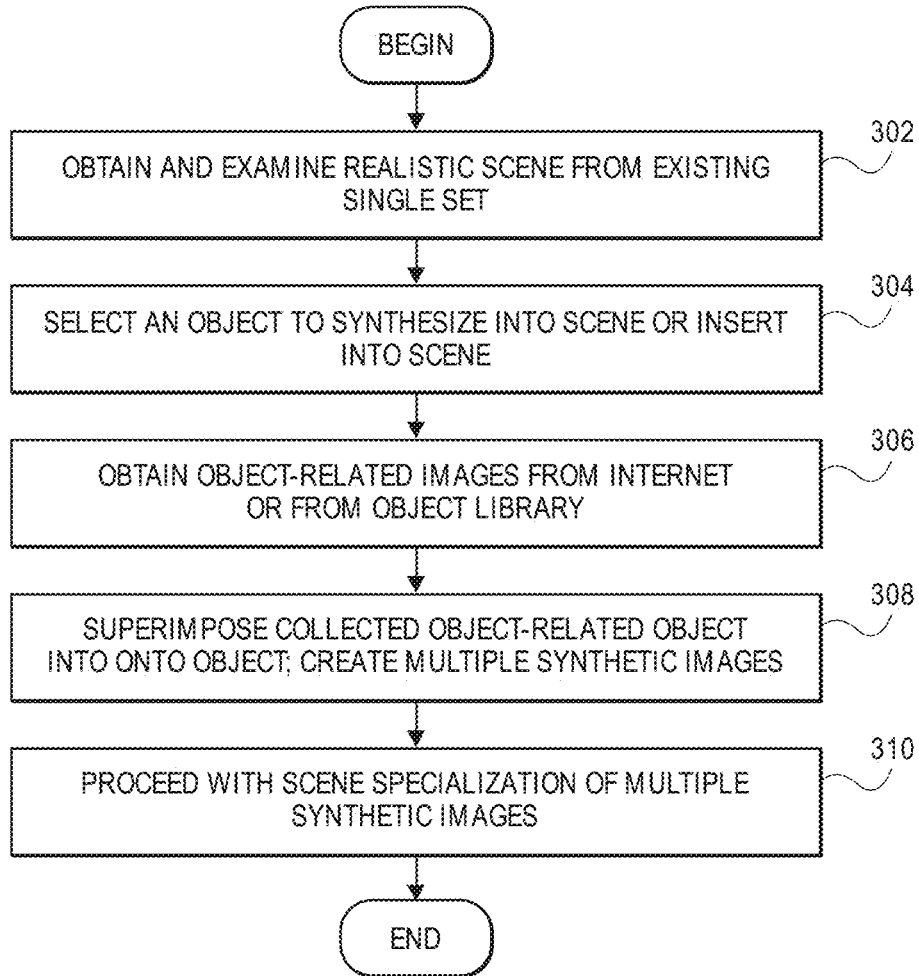 BEGIN
OBTAIN AND EXAMINE REALISTIC SCENE FROM EXISTING
SINGLE SET
302
SELECT AN OBJECT TO SYNTHESIZE INTO SCENE OR INSERT
INTO SCENE
304
OBTAIN OBJECT-RELATED IMAGES FROM INTERNET
OR FROM OBJECT LIBRARY
306
SUPERIMPOSE COLLECTED OBJECT-RELATED OBJECT
INTO ONTO OBJECT; CREATE MULTIPLE SYNTHETIC IMAGES
308
PROCEED WITH SCENE SPECIALIZATION OF MULTIPLE
SYNTHETIC IMAGES
310
END